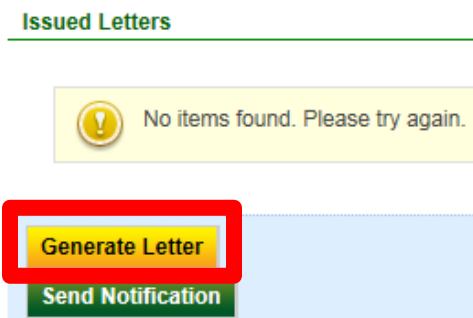 Issued Letters
No items found. Please try again.
Generate Letter
Send Notification